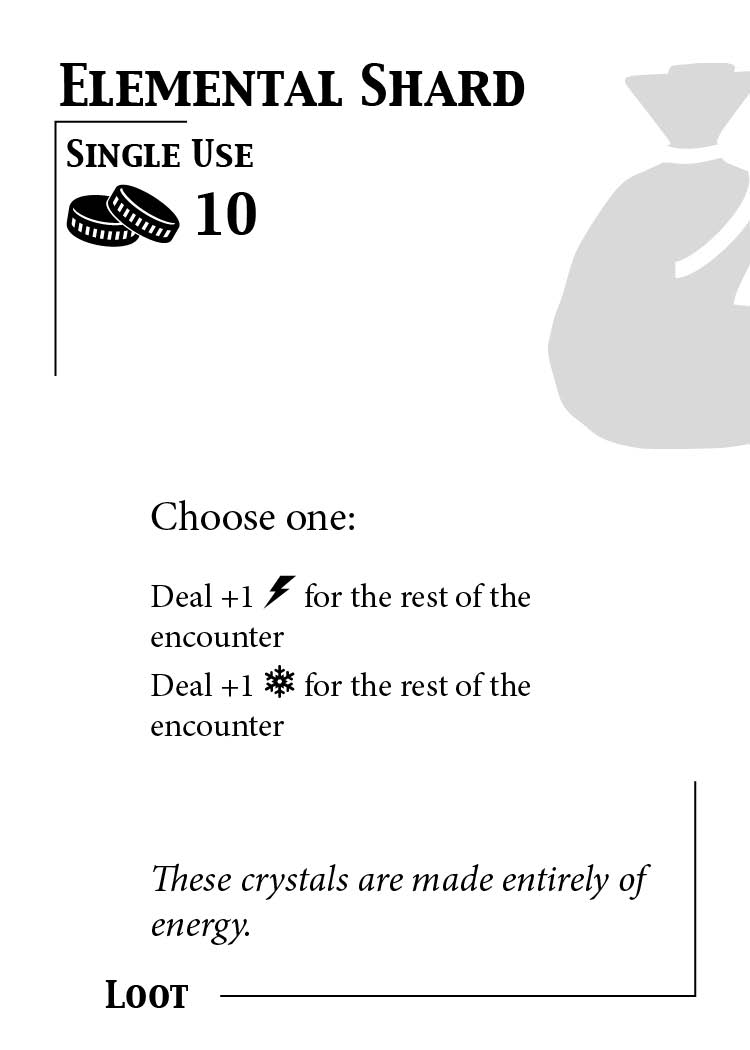 Elemental Shard
Single Use
10
Choose one:
Deal +1 for the rest of the
encounter
Deal +1 for the rest of the
encounter
These crystals are made entirely of
energy.
Loot